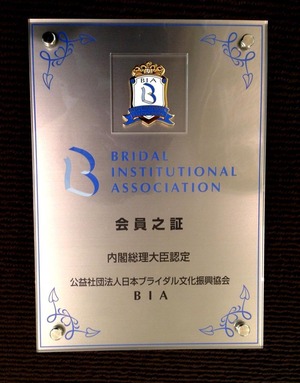 BIA
B
B
BRIDAL
INSTITUTIONAL
ASSOCIATION
会員之証
内閣総理大臣認定
公益社団法人日本ブライダル文化振興協会
BIA